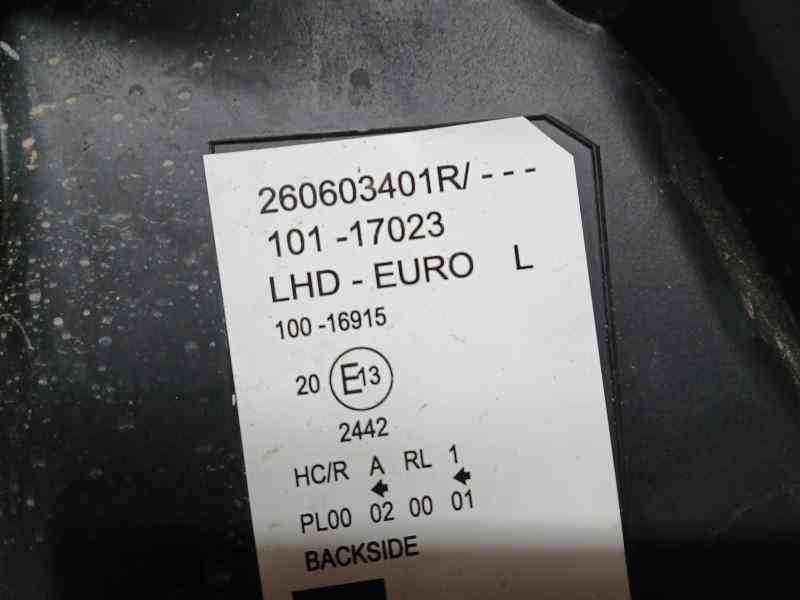 260603401R/ - - -
101 -17023
LHD - EURO L
100 -16915
20 E13
2442
HC/R A RL 1
PL00 02 00 01
BACKSIDE